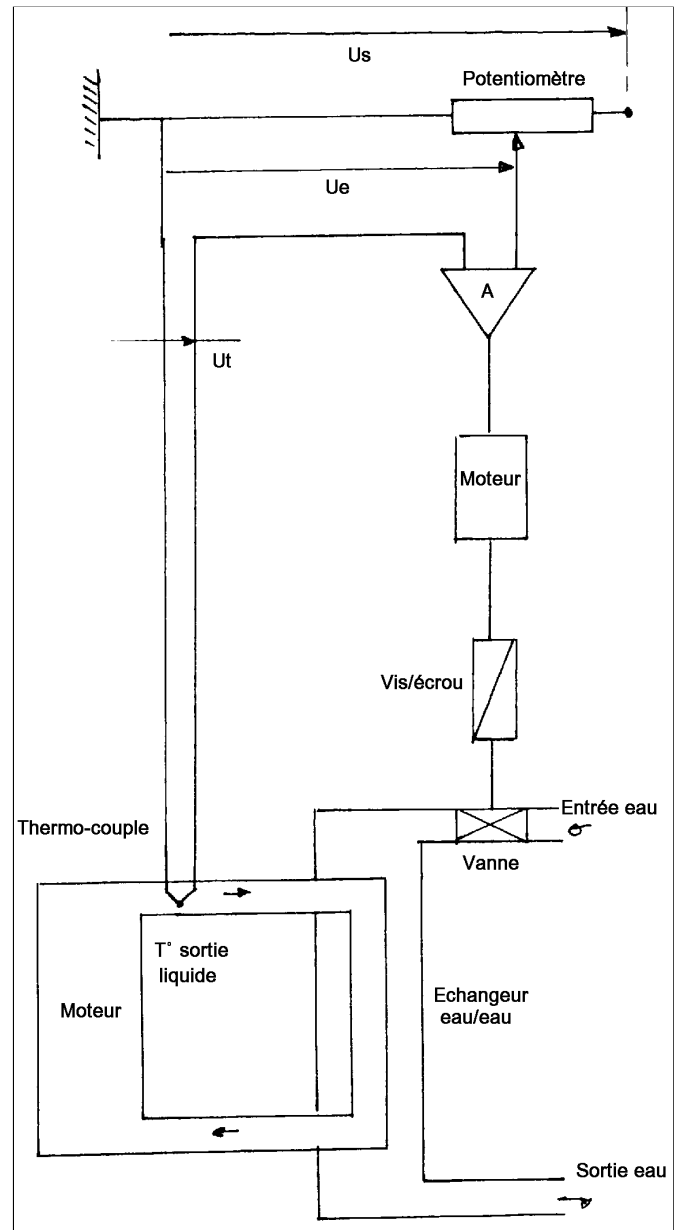 Us
Potentiomètre
Ue
A
Ut
Moteur
Vis/écrou
Entrée eau
Thermo-couple
Vanne
T° sortie
liquide
Moteur
Echangeur
eau/eau
Sortie eau